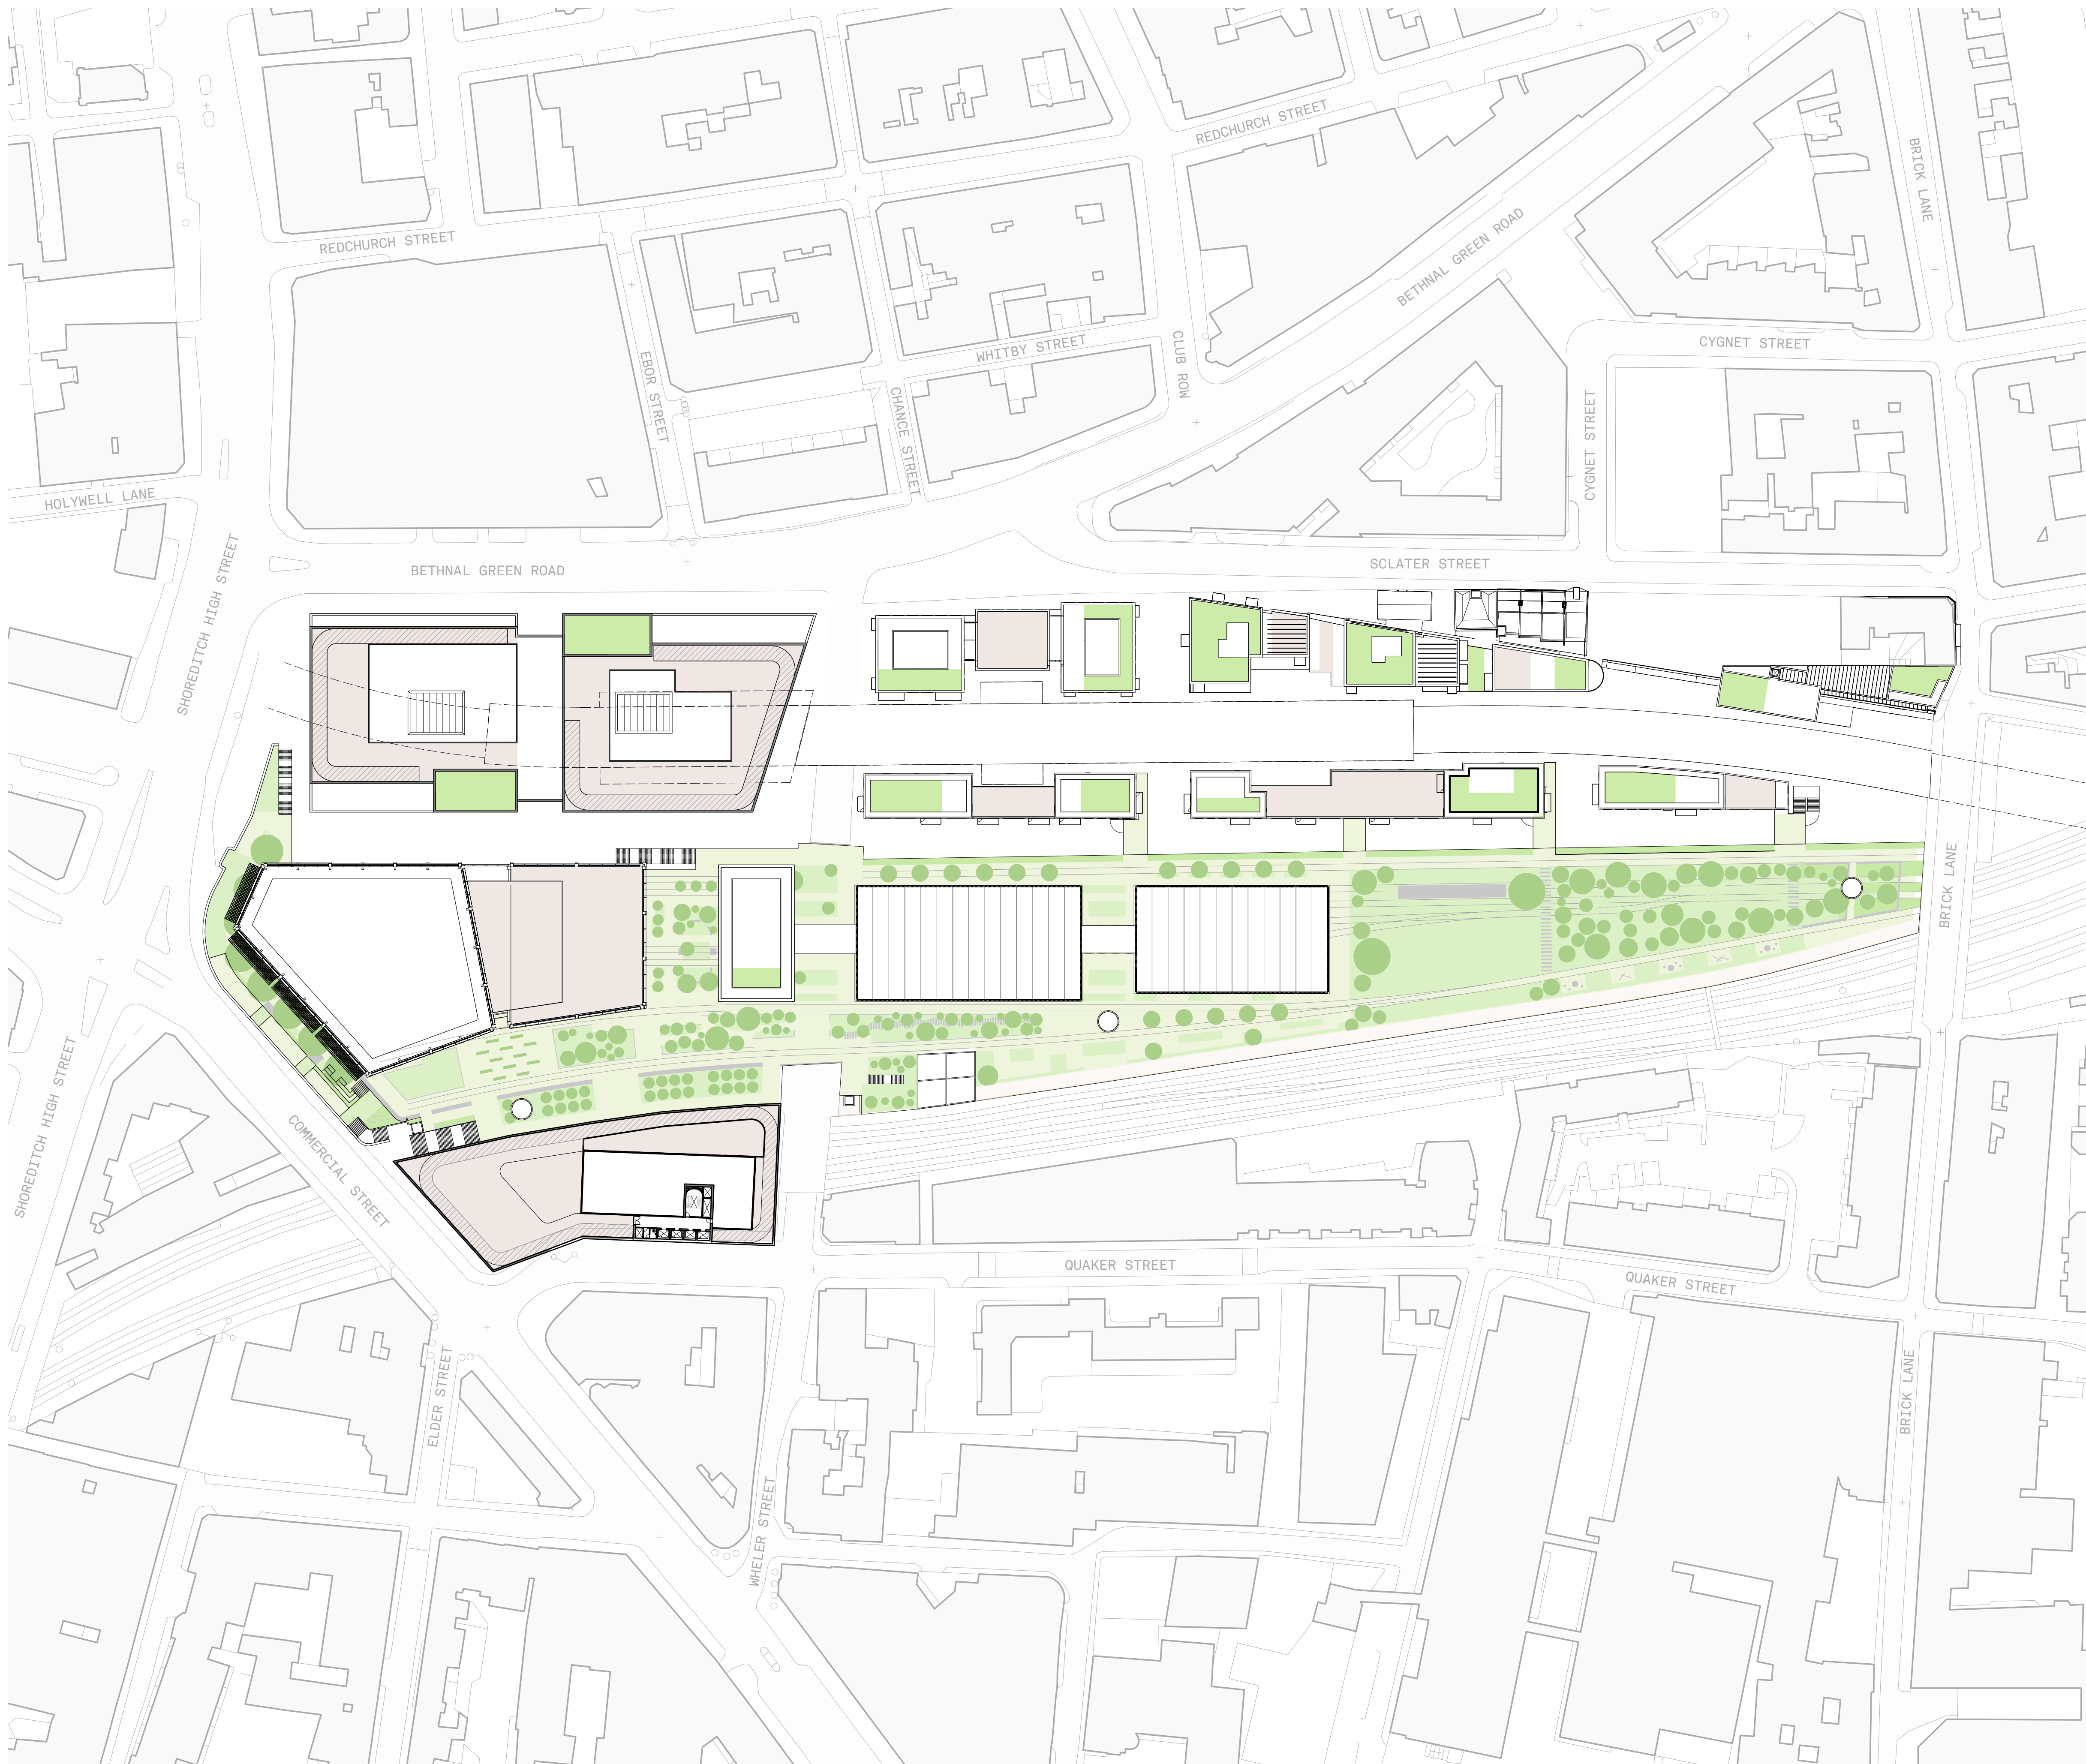 REDCHURCH STREET
BRICK LANE
REDCHURCH STREET
BETHNAL GREEN ROAD
WHITBY STREET
CLUB ROW
CYGNET STREET
EBOR STREET
CHANCE STREET
CYGNET STREET
HOLYWELL LANE
SHOREDITCH HIGH STREET
BETHNAL GREEN ROAD
SCLATER STREET
BRICK LANE
SHOREDITCH HIGH STREET
COMMERCIAL STREET
QUAKER STREET
QUAKER STREET
ELDER STREET
BRICK LANE
WHELER STREET